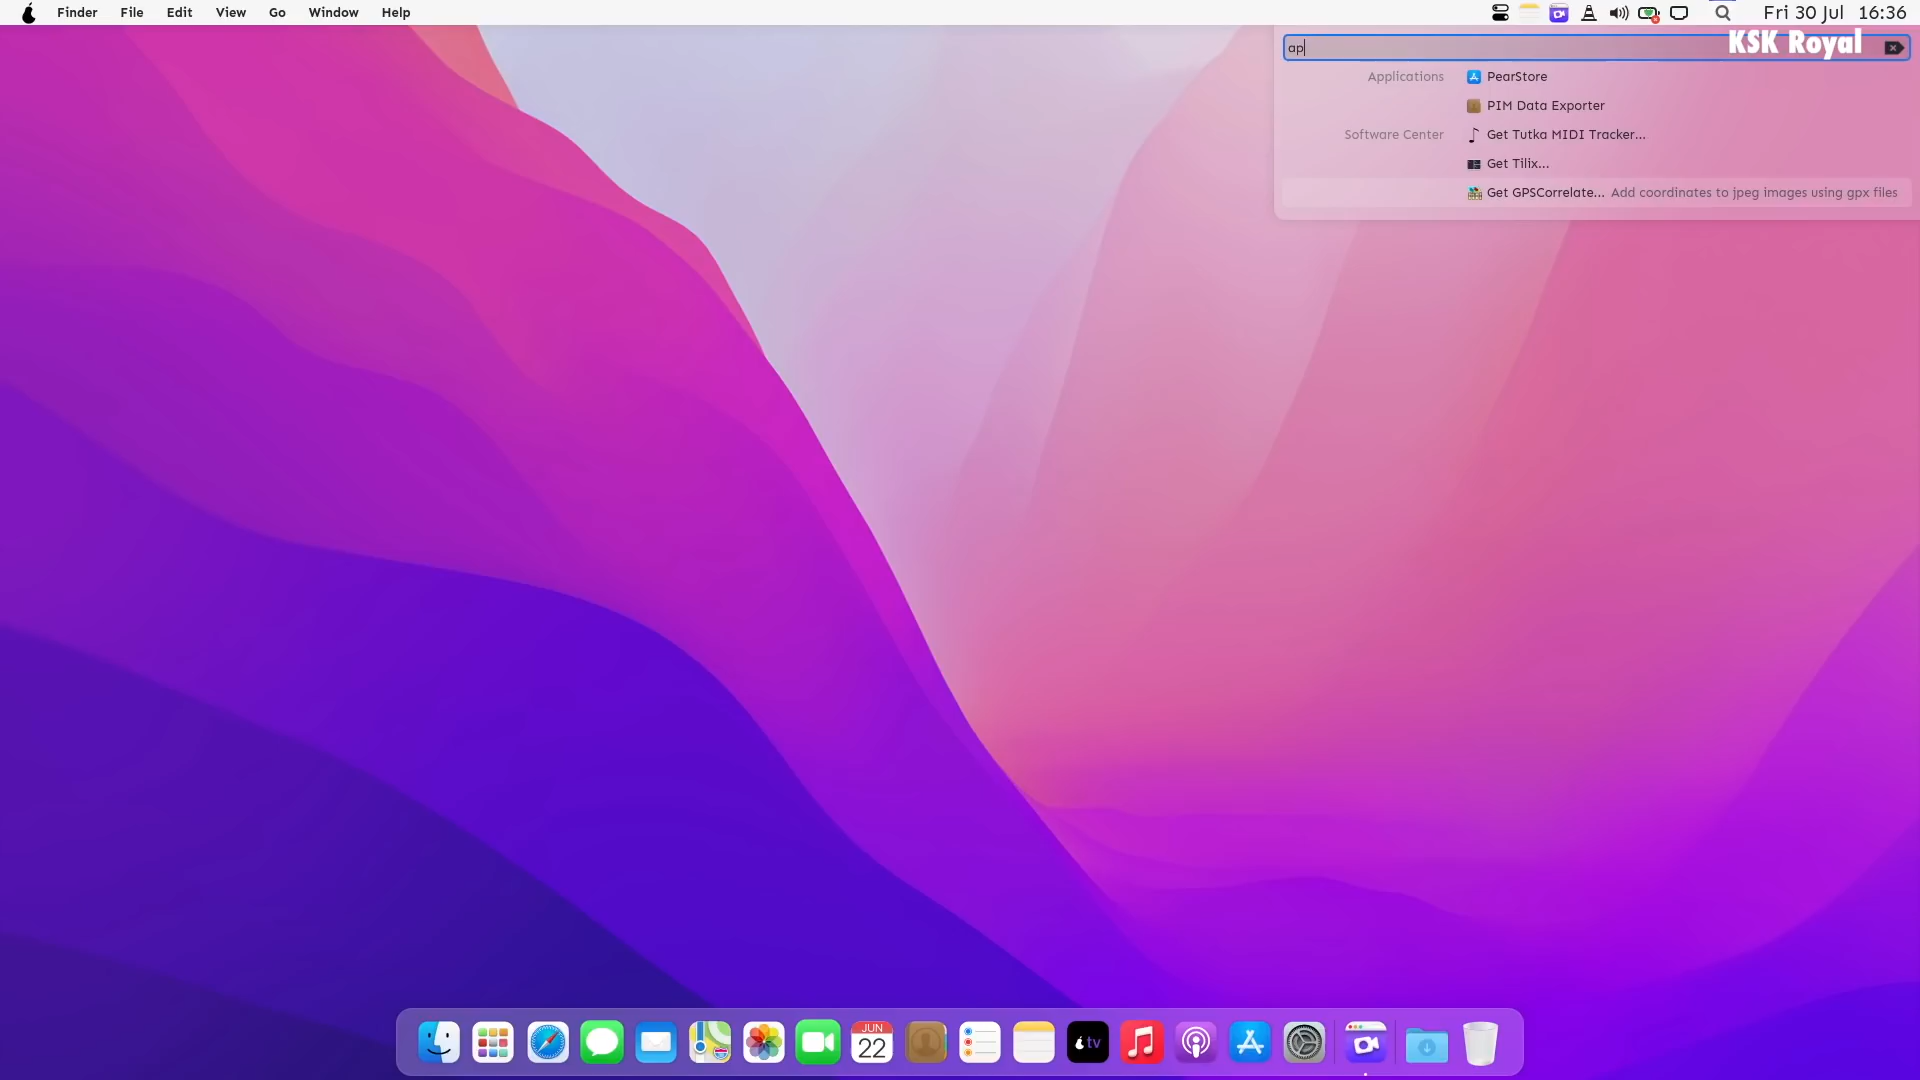 Finder File Edit View Go Window Help Fri 30 Jul 16:36
ap
KSK Royal
Applications PearStore
PIM Data Exporter
Software Center Get Tutka MIDI Tracker...
Get Tilix...
Get GPSCorrelate... Add coordinates to jpeg images using gpx files
JUN
22
tv